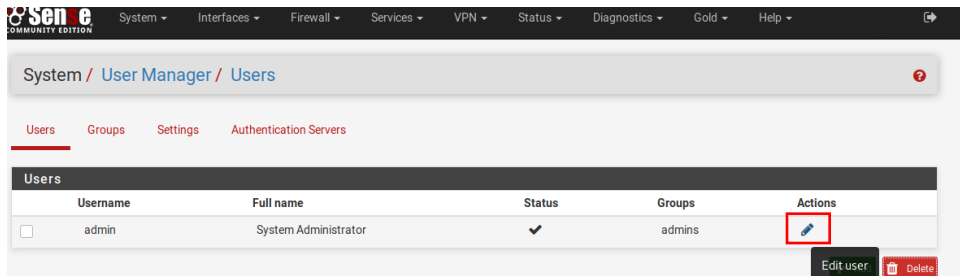 Sense COMMUNITY EDITION System Interfaces Firewall Services VPN Status Diagnostics Gold Help
System / User Manager / Users
Users Groups Settings Authentication Servers
Users
Username Full name Status Groups Actions
admin System Administrator admins
Edit user Delete